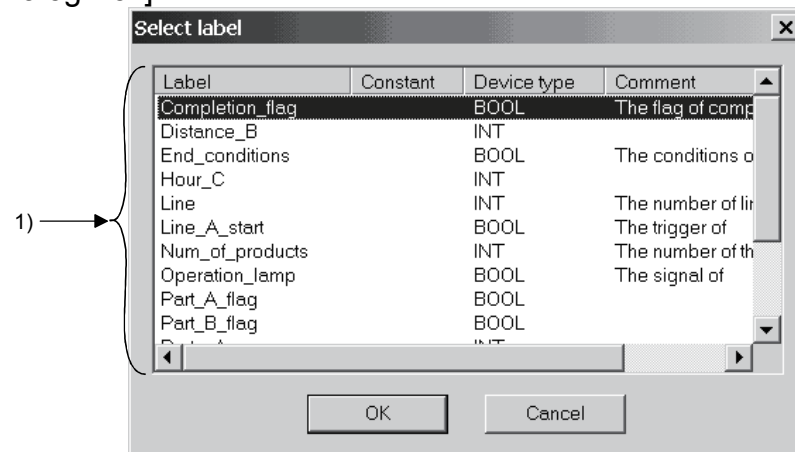 Select label
Label Constant Device type Comment
Completion_flag BOOL The flag of comp
Distance_B INT
End_conditions BOOL The conditions o
Hour_C INT
Line INT The number of lin
Line_A_start BOOL The trigger of
Num_of_products INT The number of th
Operation_lamp BOOL The signal of
Part_A_flag BOOL
Part_B_flag BOOL
INT
1)
OK Cancel